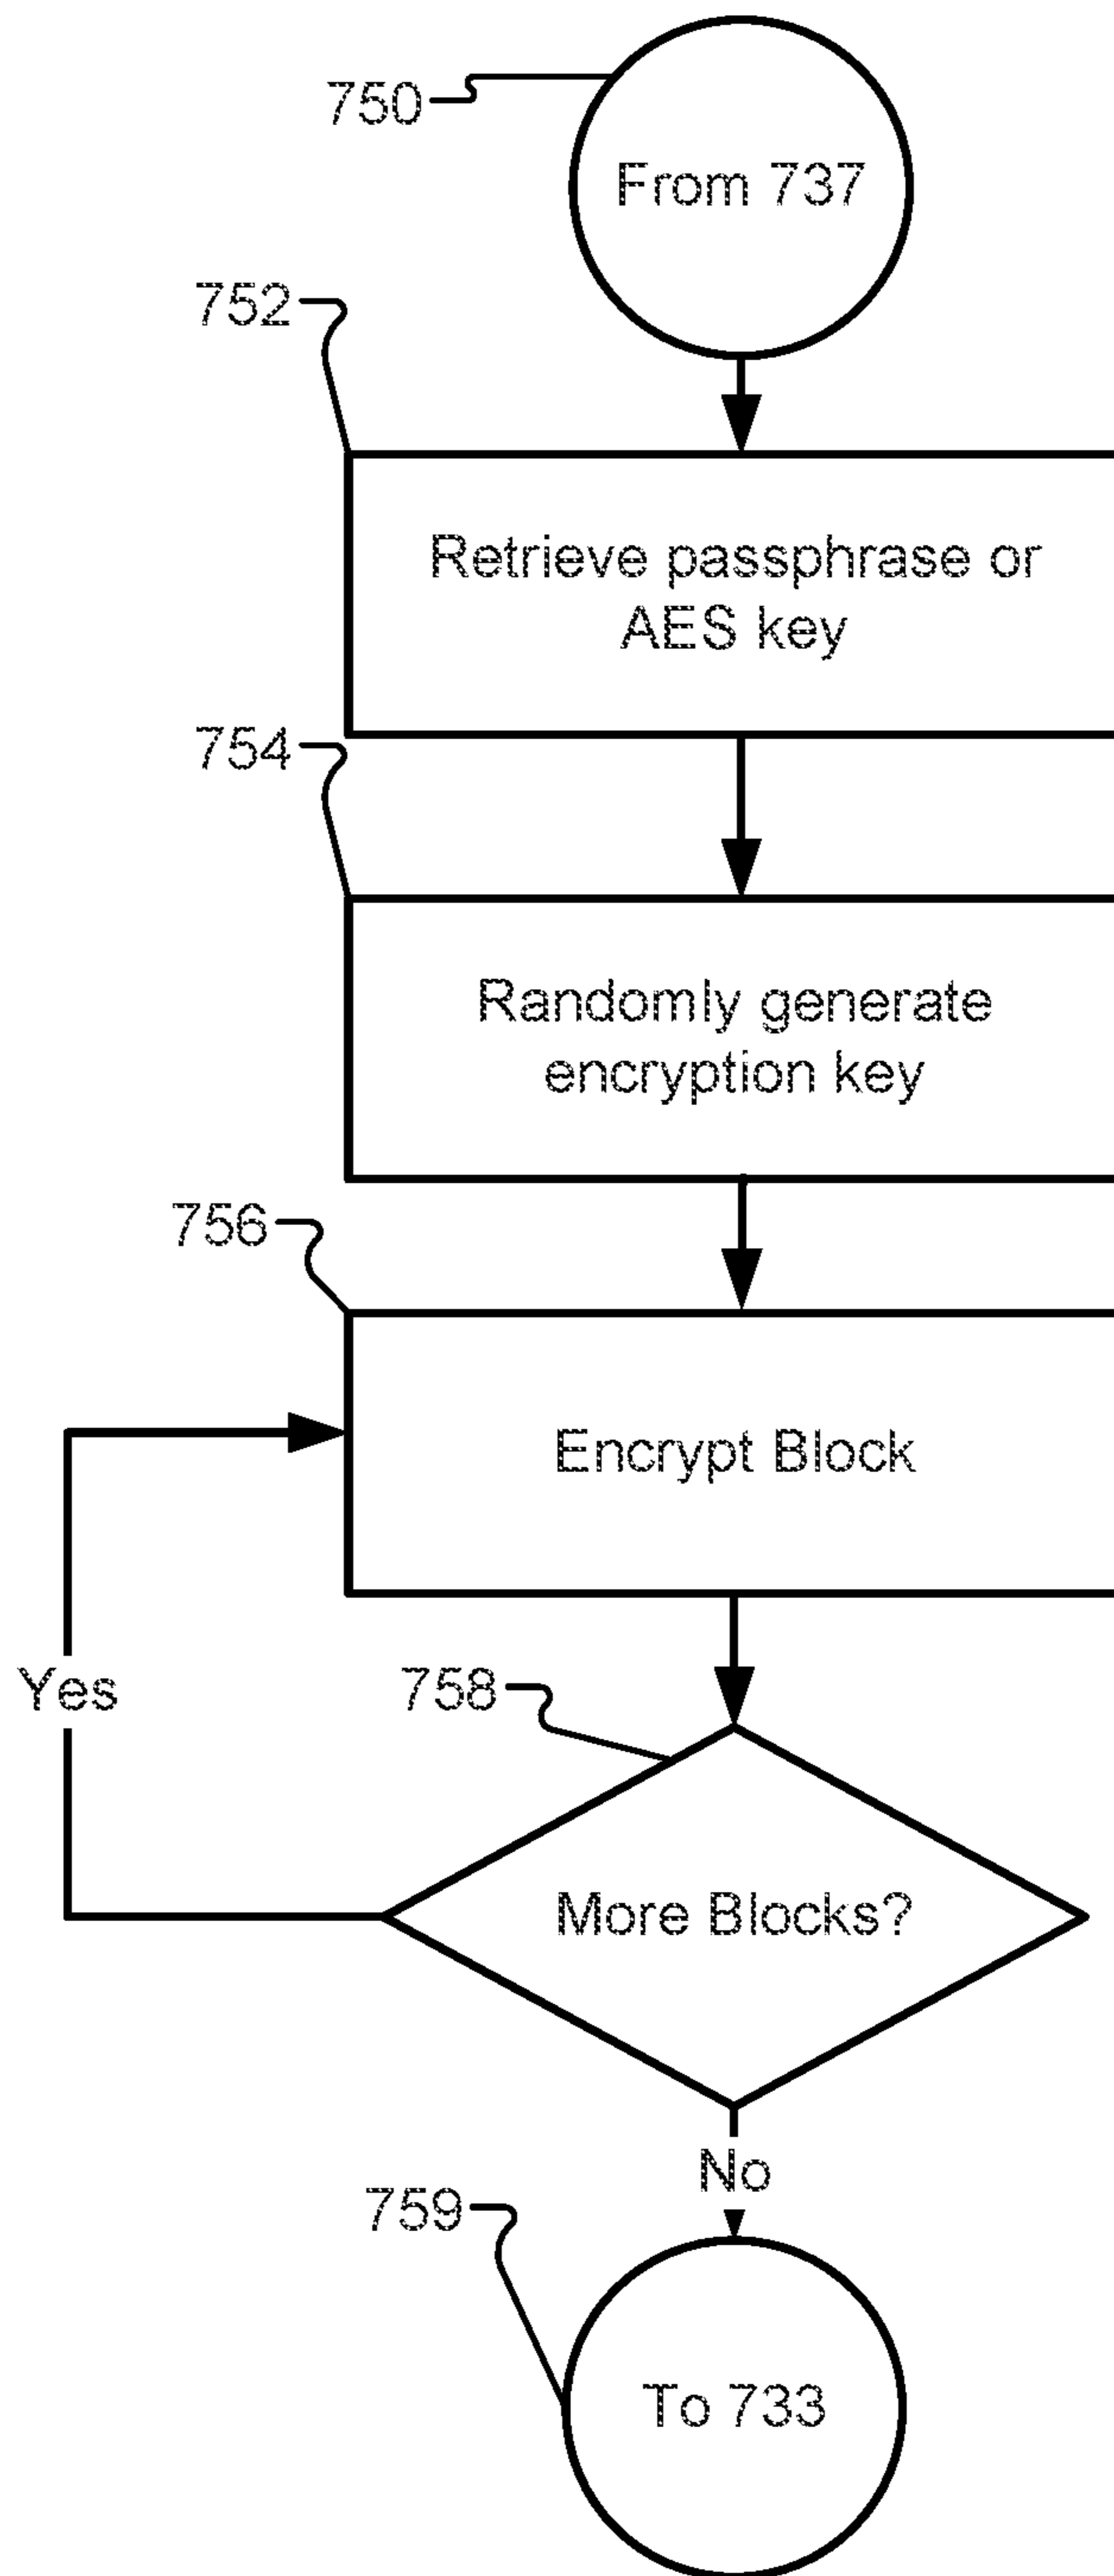 750
From 737
752
Retrieve passphrase or
AES key
754
Randomly generate
encryption key
756
Encrypt Block
Yes
758
More Blocks?
No
759
To 733